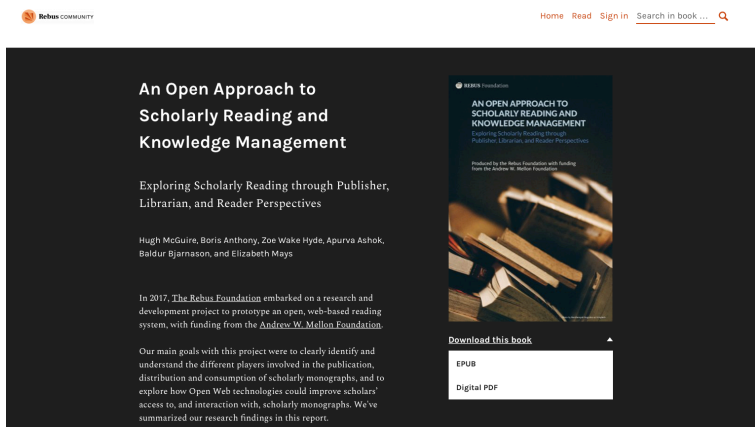 Rebus COMMUNITY
Home Read Sign in Search in book ...
An Open Approach to
Scholarly Reading and
Knowledge Management
Exploring Scholarly Reading through Publisher,
Librarian, and Reader Perspectives
Hugh McGuire, Boris Anthony, Zoe Wake Hyde, Apurva Ashok,
Baldur Bjarnason, and Elizabeth Mays
In 2017, The Rebus Foundation embarked on a research and
development project to prototype an open, web-based reading
system, with funding from the Andrew W. Mellon Foundation.
Our main goals with this project were to clearly identify and
understand the different players involved in the publication,
distribution and consumption of scholarly monographs, and to
explore how Open Web technologies could improve scholars'
access to, and interaction with, scholarly monographs. We've
summarized our research findings in this report.
REBUS Foundation
AN OPEN APPROACH TO
SCHOLARLY READING AND
KNOWLEDGE MANAGEMENT
Exploring Scholarly Reading through
Publisher, Librarian, and Reader Perspectives
Produced by the Rebus Foundation with funding
from the Andrew W. Mellon Foundation
Download this book
EPUB
Digital PDF